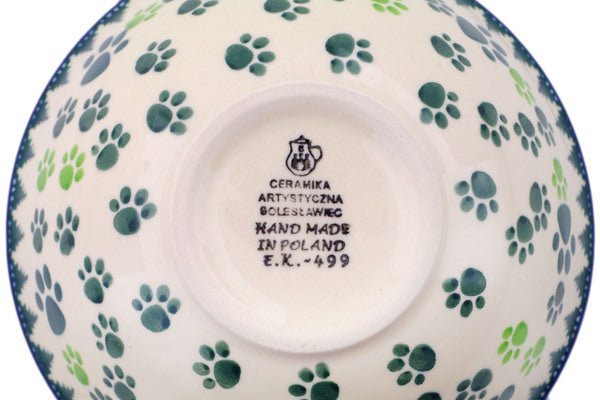 CERAMIKA
ARTYSTYCZNA
BOLESŁAWIEC
HAND MADE
IN POLAND
E.K.-499